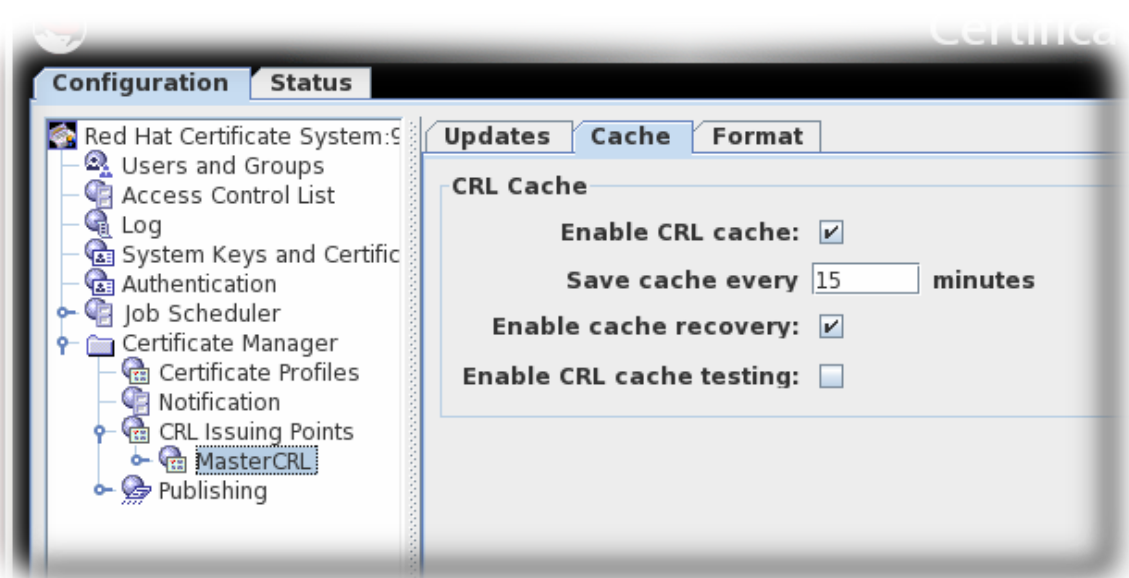 Configuration Status
Red Hat Certificate System:9
Users and Groups
Access Control List
Log
System Keys and Certific
Authentication
Job Scheduler
Certificate Manager
Certificate Profiles
Notification
CRL Issuing Points
MasterCRL
Publishing
Updates Cache Format
CRL Cache
Enable CRL cache:
Save cache every 15 minutes
Enable cache recovery:
Enable CRL cache testing: